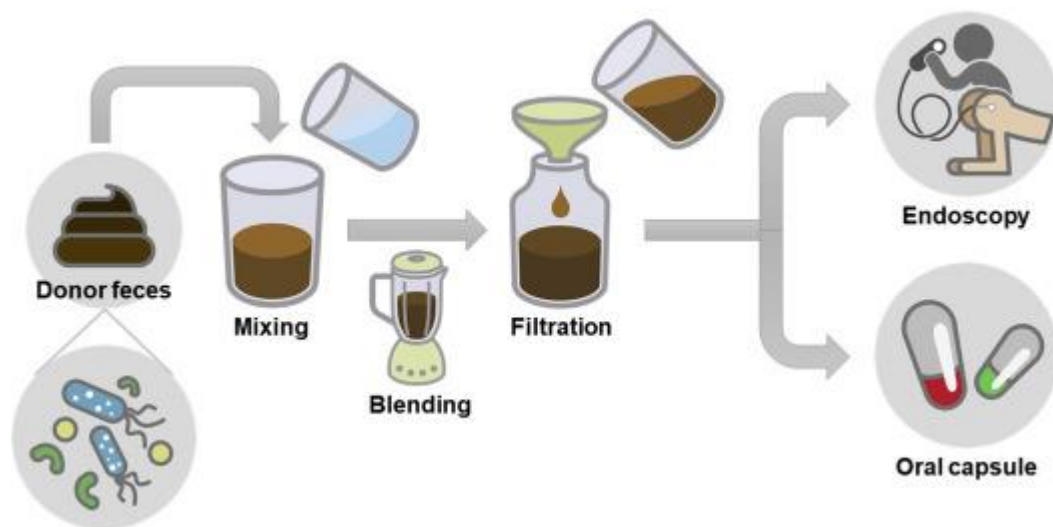 Donor feces
Mixing
Blending
Filtration
Endoscopy
Oral capsule